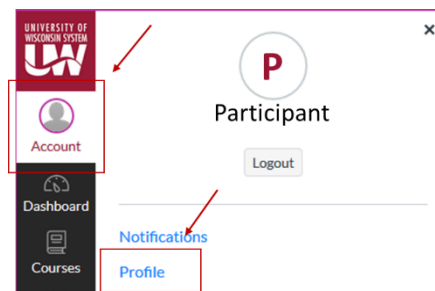 UNIVERSITY OF
WISCONSIN SYSTEM
UW
Account
Dashboard
Courses
×
P
Participant
Logout
Notifications
Profile